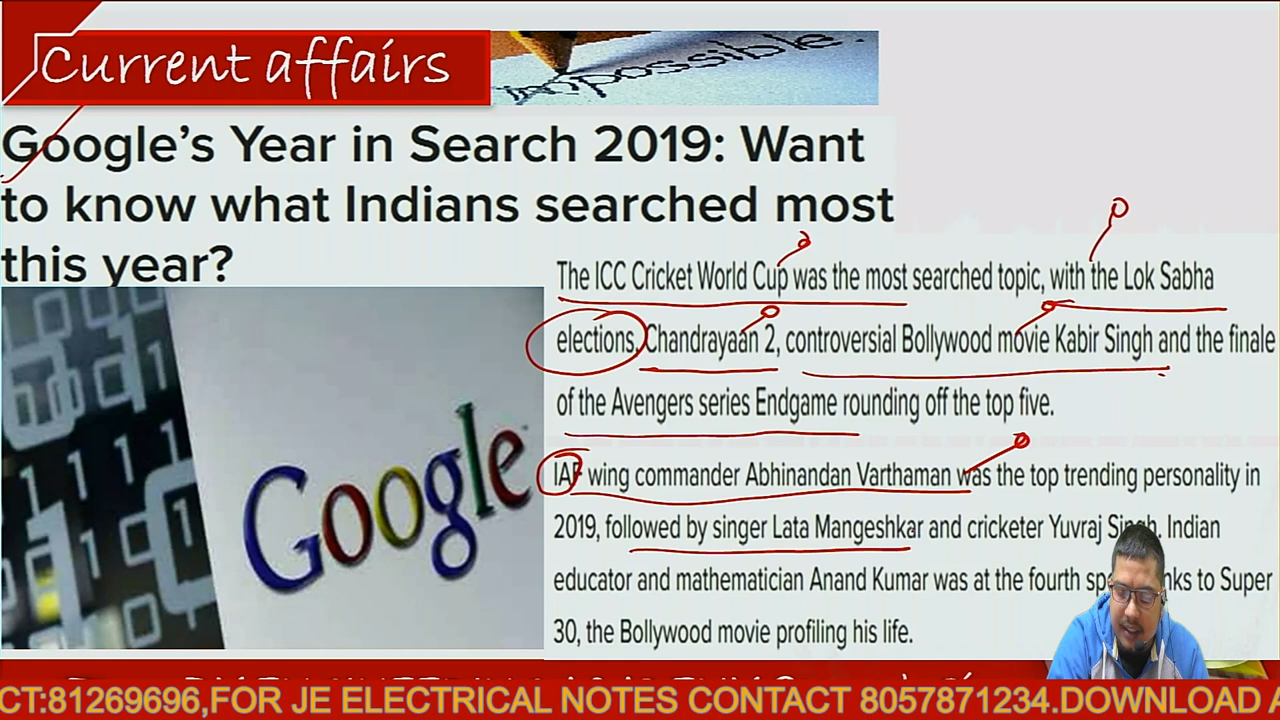 Current affairs
impossible.
Google's Year in Search 2019: Want
to know what Indians searched most
this year?
The ICC Cricket World Cup was the most searched topic, with the Lok Sabha
elections, Chandrayaan 2, controversial Bollywood movie Kabir Singh and the finale
of the Avengers series Endgame rounding off the top five.
IAF wing commander Abhinandan Varthaman was the top trending personality in
2019, followed by singer Lata Mangeshkar and cricketer Yuvraj Singh. Indian
educator and mathematician Anand Kumar was at the fourth to Super
30, the Bollywood movie profiling his life.
Google
CT:81269696,FOR JE ELECTRICAL NOTES CONTACT 8057871234.DOWNLOAD A